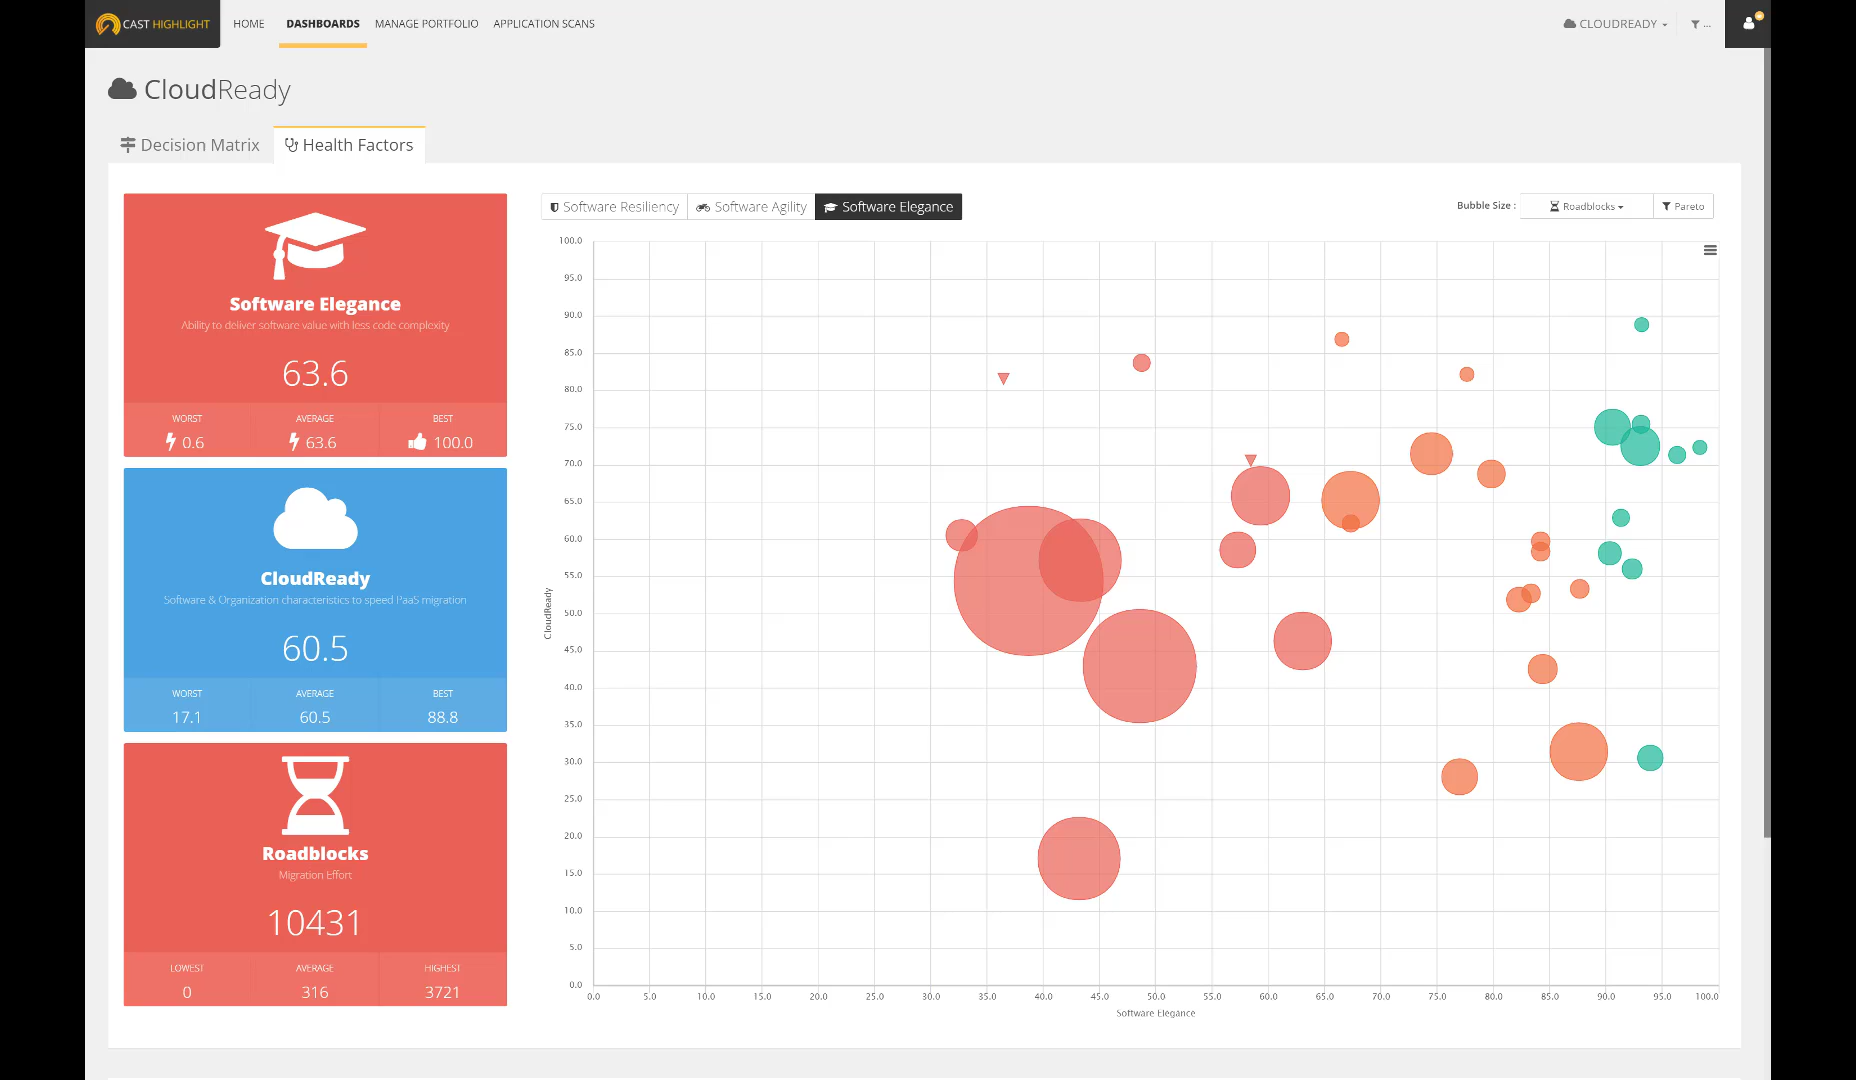 CAST HIGHLIGHT HOME DASHBOARDS MANAGE PORTFOLIO APPLICATION SCANS CLOUDREADY ...
CloudReady
Decision Matrix Health Factors
Software Elegance
Ability to deliver software value with less code complexity
63.6
WORST AVERAGE BEST
0.6 63.6 100.0
CloudReady
Software & Organization characteristics to speed PaaS migration
60.5
WORST AVERAGE BEST
17.1 60.5 88.8
Roadblocks
Migration Effort
10431
LOWEST AVERAGE HIGHEST
0 316 3721
Software Resiliency Software Agility Software Elegance Bubble Size : Roadblocks Pareto
100.0
95.0
90.0
85.0
80.0
75.0
70.0
65.0
60.0
55.0
50.0
45.0
40.0
35.0
30.0
25.0
20.0
15.0
10.0
5.0
0.0
CloudReady
0.0 5.0 10.0 15.0 20.0 25.0 30.0 35.0 40.0 45.0 50.0 55.0 60.0 65.0 70.0 75.0 80.0 85.0 90.0 95.0 100.0
Software Elegance